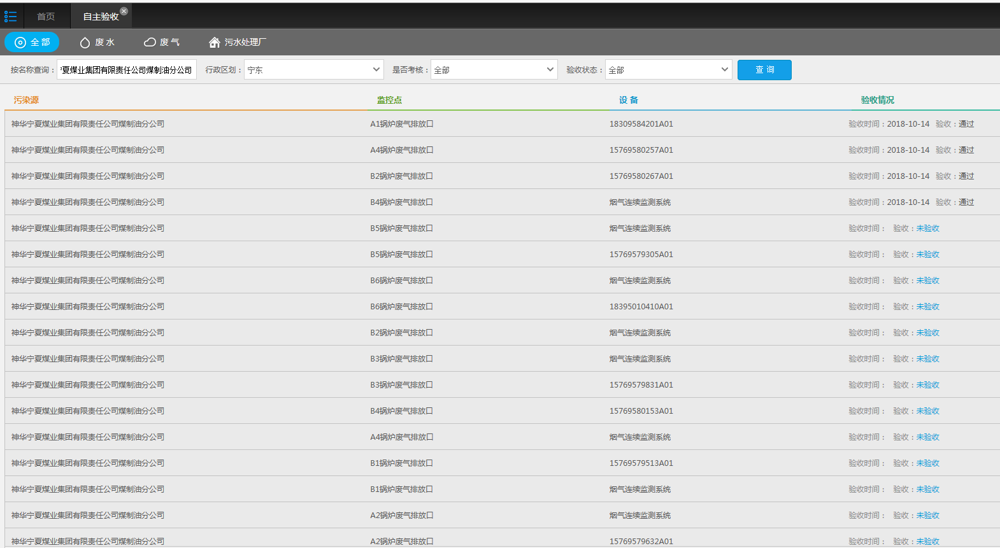 首页 自主验收
全部 废水 废气 污水处理厂
按名称查询： 夏煤业集团有限责任公司煤制油分公司 行政区划： 宁东 是否考核： 全部 验收状态： 全部 查询
污染源 监控点 设备 验收情况
神华宁夏煤业集团有限责任公司煤制油分公司 A1锅炉废气排放口 18309584201A01 验收时间：2018-10-14 验收：通过
神华宁夏煤业集团有限责任公司煤制油分公司 A4锅炉废气排放口 15769580257A01 验收时间：2018-10-14 验收：通过
神华宁夏煤业集团有限责任公司煤制油分公司 B2锅炉废气排放口 15769580267A01 验收时间：2018-10-14 验收：通过
神华宁夏煤业集团有限责任公司煤制油分公司 B4锅炉废气排放口 烟气连续监测系统 验收时间：2018-10-14 验收：通过
神华宁夏煤业集团有限责任公司煤制油分公司 B5锅炉废气排放口 烟气连续监测系统 验收时间： 验收：未验收
神华宁夏煤业集团有限责任公司煤制油分公司 B5锅炉废气排放口 15769579305A01 验收时间： 验收：未验收
神华宁夏煤业集团有限责任公司煤制油分公司 B6锅炉废气排放口 烟气连续监测系统 验收时间： 验收：未验收
神华宁夏煤业集团有限责任公司煤制油分公司 B6锅炉废气排放口 18395010410A01 验收时间： 验收：未验收
神华宁夏煤业集团有限责任公司煤制油分公司 B2锅炉废气排放口 烟气连续监测系统 验收时间： 验收：未验收
神华宁夏煤业集团有限责任公司煤制油分公司 B3锅炉废气排放口 烟气连续监测系统 验收时间： 验收：未验收
神华宁夏煤业集团有限责任公司煤制油分公司 B3锅炉废气排放口 15769579831A01 验收时间： 验收：未验收
神华宁夏煤业集团有限责任公司煤制油分公司 B4锅炉废气排放口 15769580153A01 验收时间： 验收：未验收
神华宁夏煤业集团有限责任公司煤制油分公司 A4锅炉废气排放口 烟气连续监测系统 验收时间： 验收：未验收
神华宁夏煤业集团有限责任公司煤制油分公司 B1锅炉废气排放口 15769579513A01 验收时间： 验收：未验收
神华宁夏煤业集团有限责任公司煤制油分公司 B1锅炉废气排放口 烟气连续监测系统 验收时间： 验收：未验收
神华宁夏煤业集团有限责任公司煤制油分公司 A2锅炉废气排放口 烟气连续监测系统 验收时间： 验收：未验收
神华宁夏煤业集团有限责任公司煤制油分公司 A2锅炉废气排放口 15769579632A01 验收时间： 验收：未验收